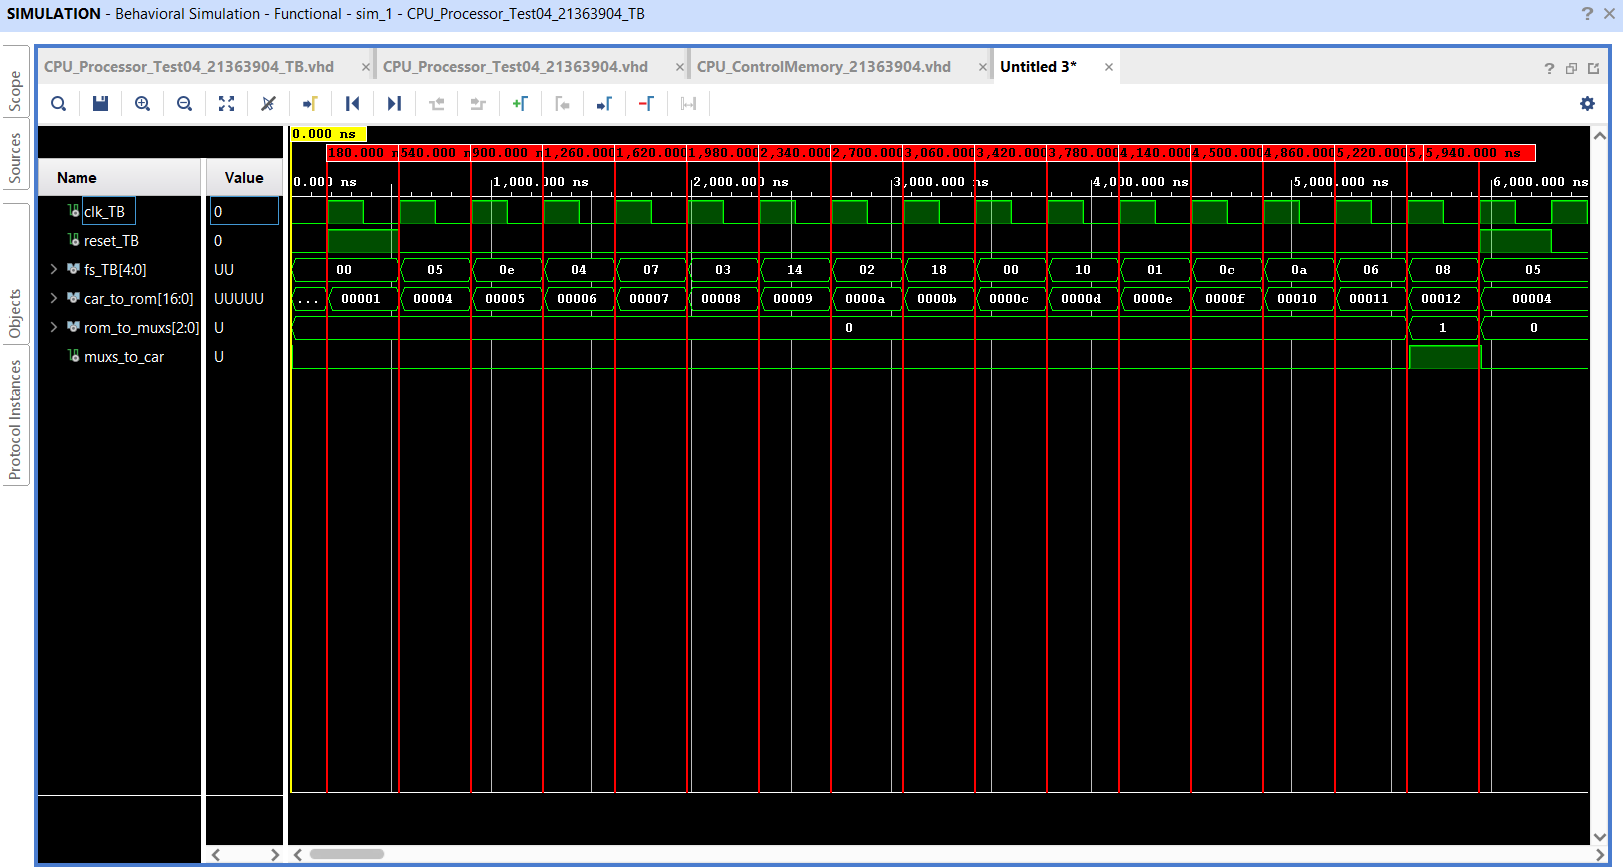 SIMULATION - Behavioral Simulation - Functional - sim_1 - CPU_Processor_Test04_21363904_TB
CPU_Processor_Test04_21363904_TB.vhd
CPU_Processor_Test04_21363904.vhd
CPU_ControlMemory_21363904.vhd
Untitled 3*
Scope
Sources
Objects
Protocol Instances
0.000 ns
180.000 540.000 900.000 1,260.000 1,620.000 1,980.000 2,340.000 2,700.000 3,060.000 3,420.000 3,780.000 4,140.000 4,500.000 4,860.000 5,220.000 5, 5,940.000 ns
Name Value
0.000 ns 1,000.000 ns 2,000.000 ns 3,000.000 ns 4,000.000 ns 5,000.000 ns 6,000.000 ns
clk_TB 0
reset_TB 0
fs_TB[4:0] UU 00 05 0e 04 07 03 14 02 18 00 10 01 0c 0a 06 08 05
car_to_rom[16:0] UUUUU ... 00001 00004 00005 00006 00007 00008 00009 0000a 0000b 0000c 0000d 0000e 0000f 00010 00011 00012 00004
rom_to_muxs[2:0] U 0 1 0
muxs_to_car U